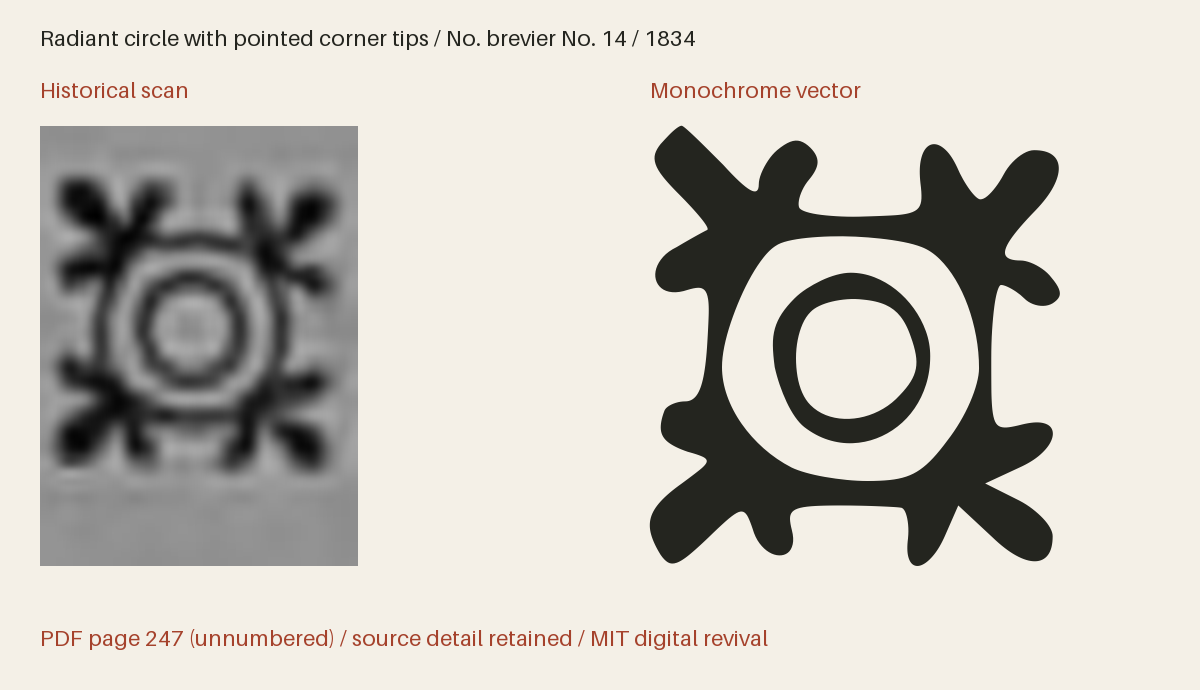 Radiant circle with pointed corner tips / No. brevier No. 14 / 1834
Historical scan
Monochrome vector
PDF page 247 (unnumbered) / source detail retained / MIT digital revival